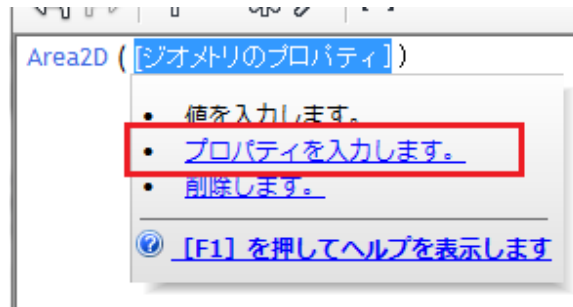 Area2D ( [ジオメトリのプロパティ] )
• 値を入力します。
• プロパティを入力します。
• 削除します。
[F1] を押してヘルプを表示します